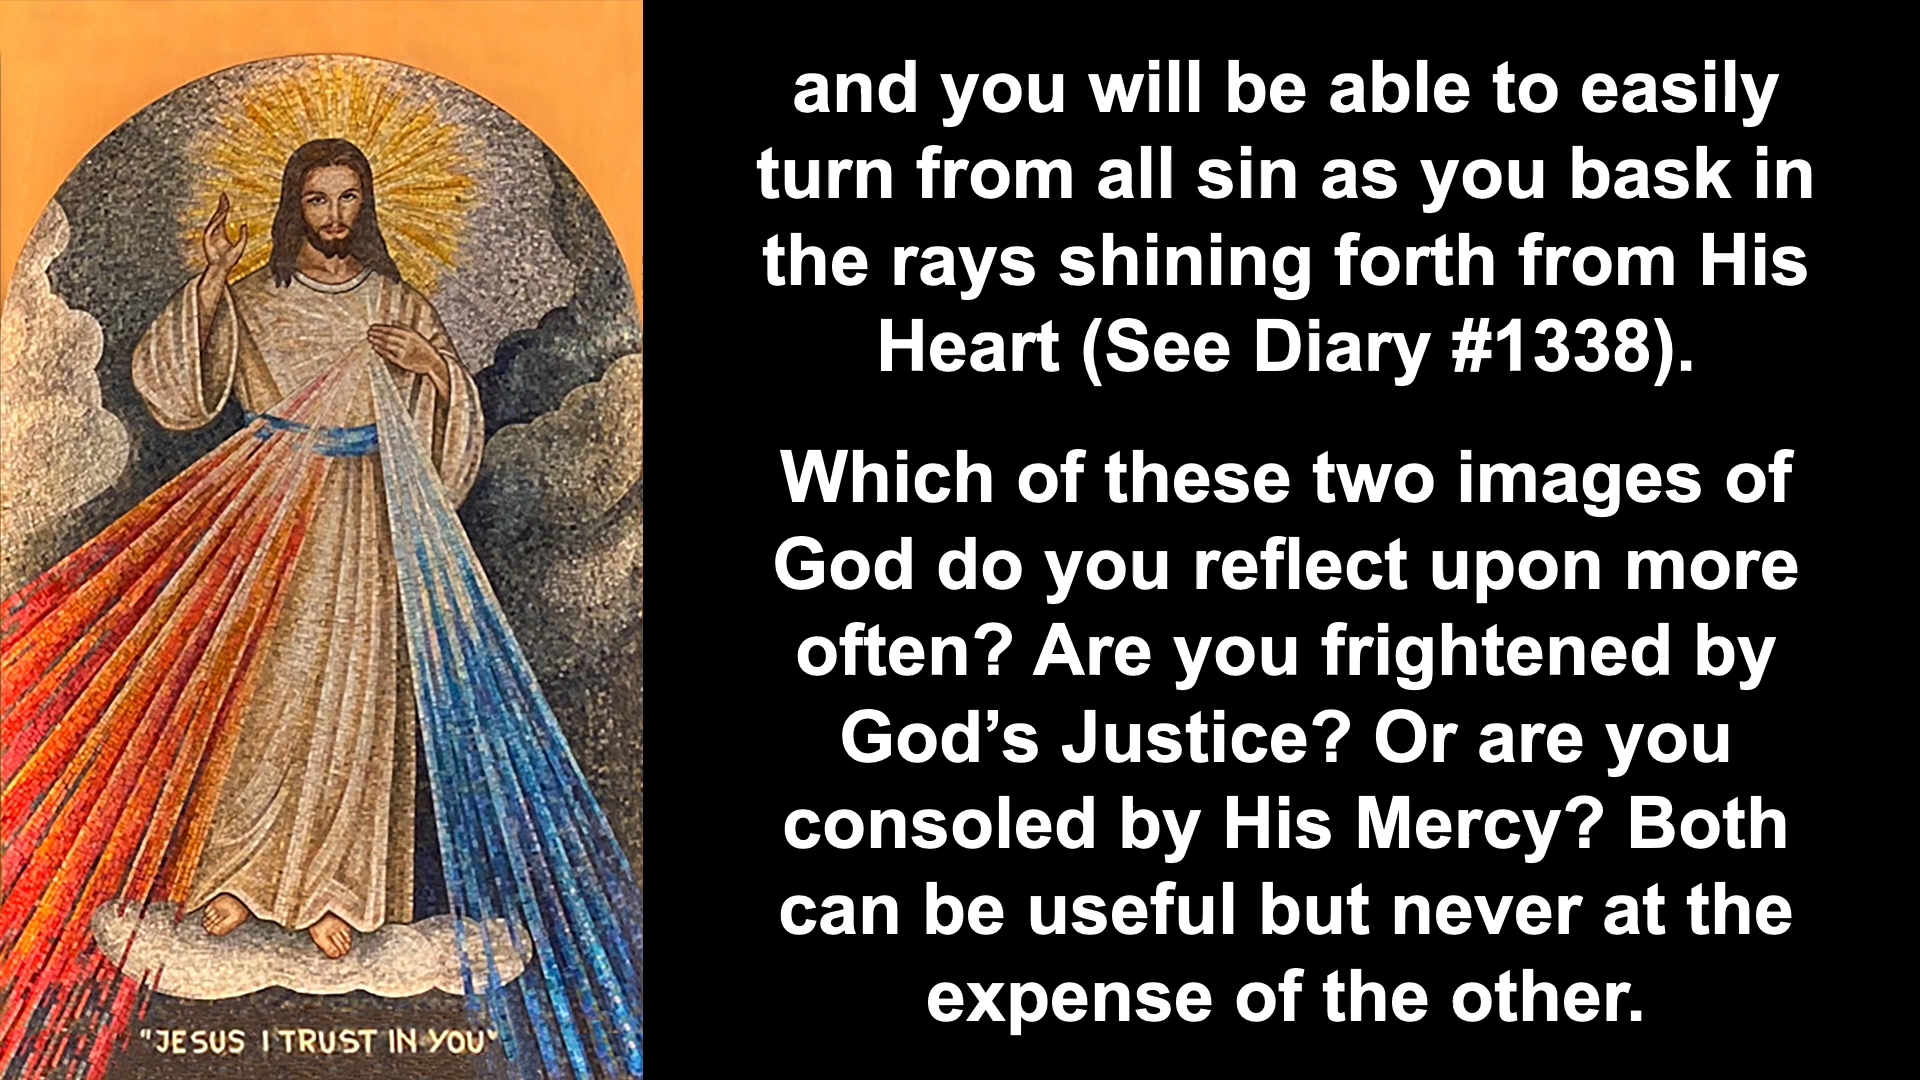 and you will be able to easily
turn from all sin as you bask in
the rays shining forth from His
Heart (See Diary #1338).
Which of these two images of
God do you reflect upon more
often? Are you frightened by
God’s Justice? Or are you
consoled by His Mercy? Both
can be useful but never at the
expense of the other.
"JESUS I TRUST IN YOU"